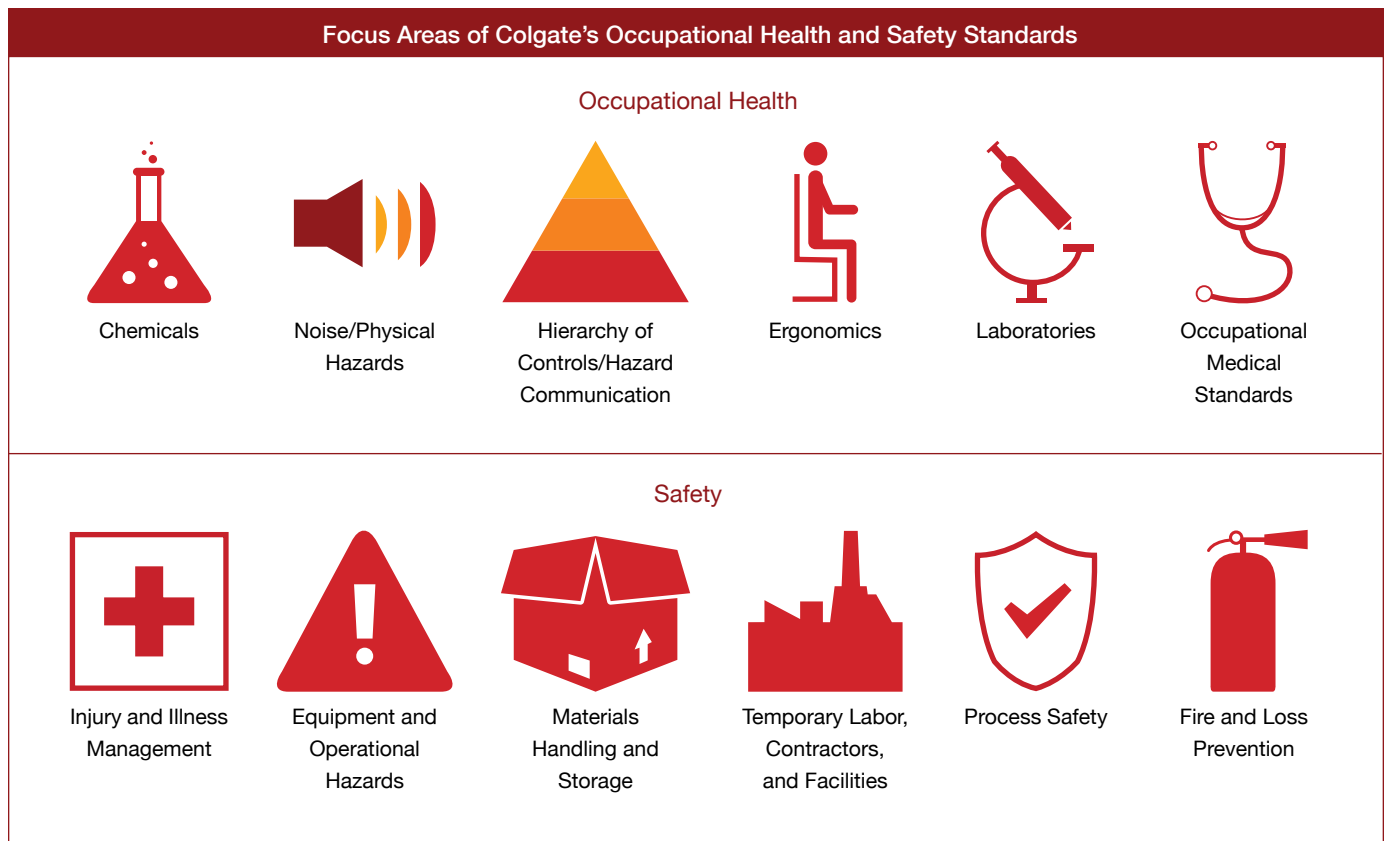 Focus Areas of Colgate's Occupational Health and Safety Standards
Occupational Health
Chemicals
Noise/Physical
Hazards
Hierarchy of
Controls/Hazard
Communication
Ergonomics
Laboratories
Occupational
Medical
Standards
Safety
Injury and Illness
Management
Equipment and
Operational
Hazards
Materials
Handling and
Storage
Temporary Labor,
Contractors,
and Facilities
Process Safety
Fire and Loss
Prevention